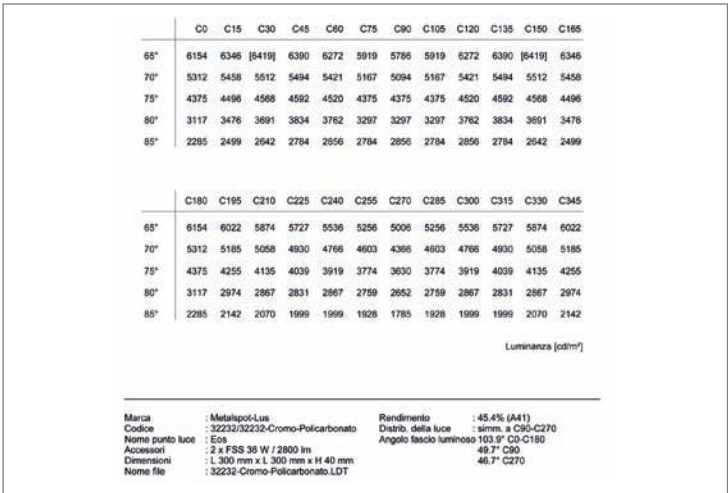 C0 C15 C30 C45 C60 C75 C90 C105 C120 C135 C150 C165
65° 6154 6346 [6419] 6390 6272 5919 5786 5919 6272 6390 [6419] 6346
70° 5312 5458 5512 5494 5421 5167 5094 5167 5421 5494 5512 5458
75° 4375 4496 4568 4592 4520 4375 4375 4375 4520 4592 4568 4496
80° 3117 3476 3691 3834 3762 3297 3297 3297 3762 3834 3691 3476
85° 2285 2499 2642 2784 2856 2784 2856 2784 2856 2784 2642 2499
C180 C195 C210 C225 C240 C255 C270 C285 C300 C315 C330 C345
65° 6154 6022 5874 5727 5536 5256 5006 5256 5536 5727 5874 6022
70° 5312 5185 5058 4930 4766 4603 4366 4603 4766 4930 5058 5185
75° 4375 4255 4135 4039 3919 3774 3630 3774 3919 4039 4135 4255
80° 3117 2974 2867 2831 2867 2759 2652 2759 2867 2831 2867 2974
85° 2285 2142 2070 1999 1999 1928 1785 1928 1999 1999 2070 2142
Luminanza [cd/m²]
Marca : Metalspot-Lus
Codice : 32232/32232-Cromo-Policarbonato
Nome punto luce : Eos
Accessori : 2 x FSS 36 W / 2800 lm
Dimensioni : L 300 mm x L 300 mm x H 40 mm
Nome file : 32232-Cromo-Policarbonato.LDT
Rendimento : 45.4% (A41)
Distrib. della luce : simm. a C90-C270
Angolo fascio luminoso 103.9° C0-C180
49.7° C90
46.7° C270